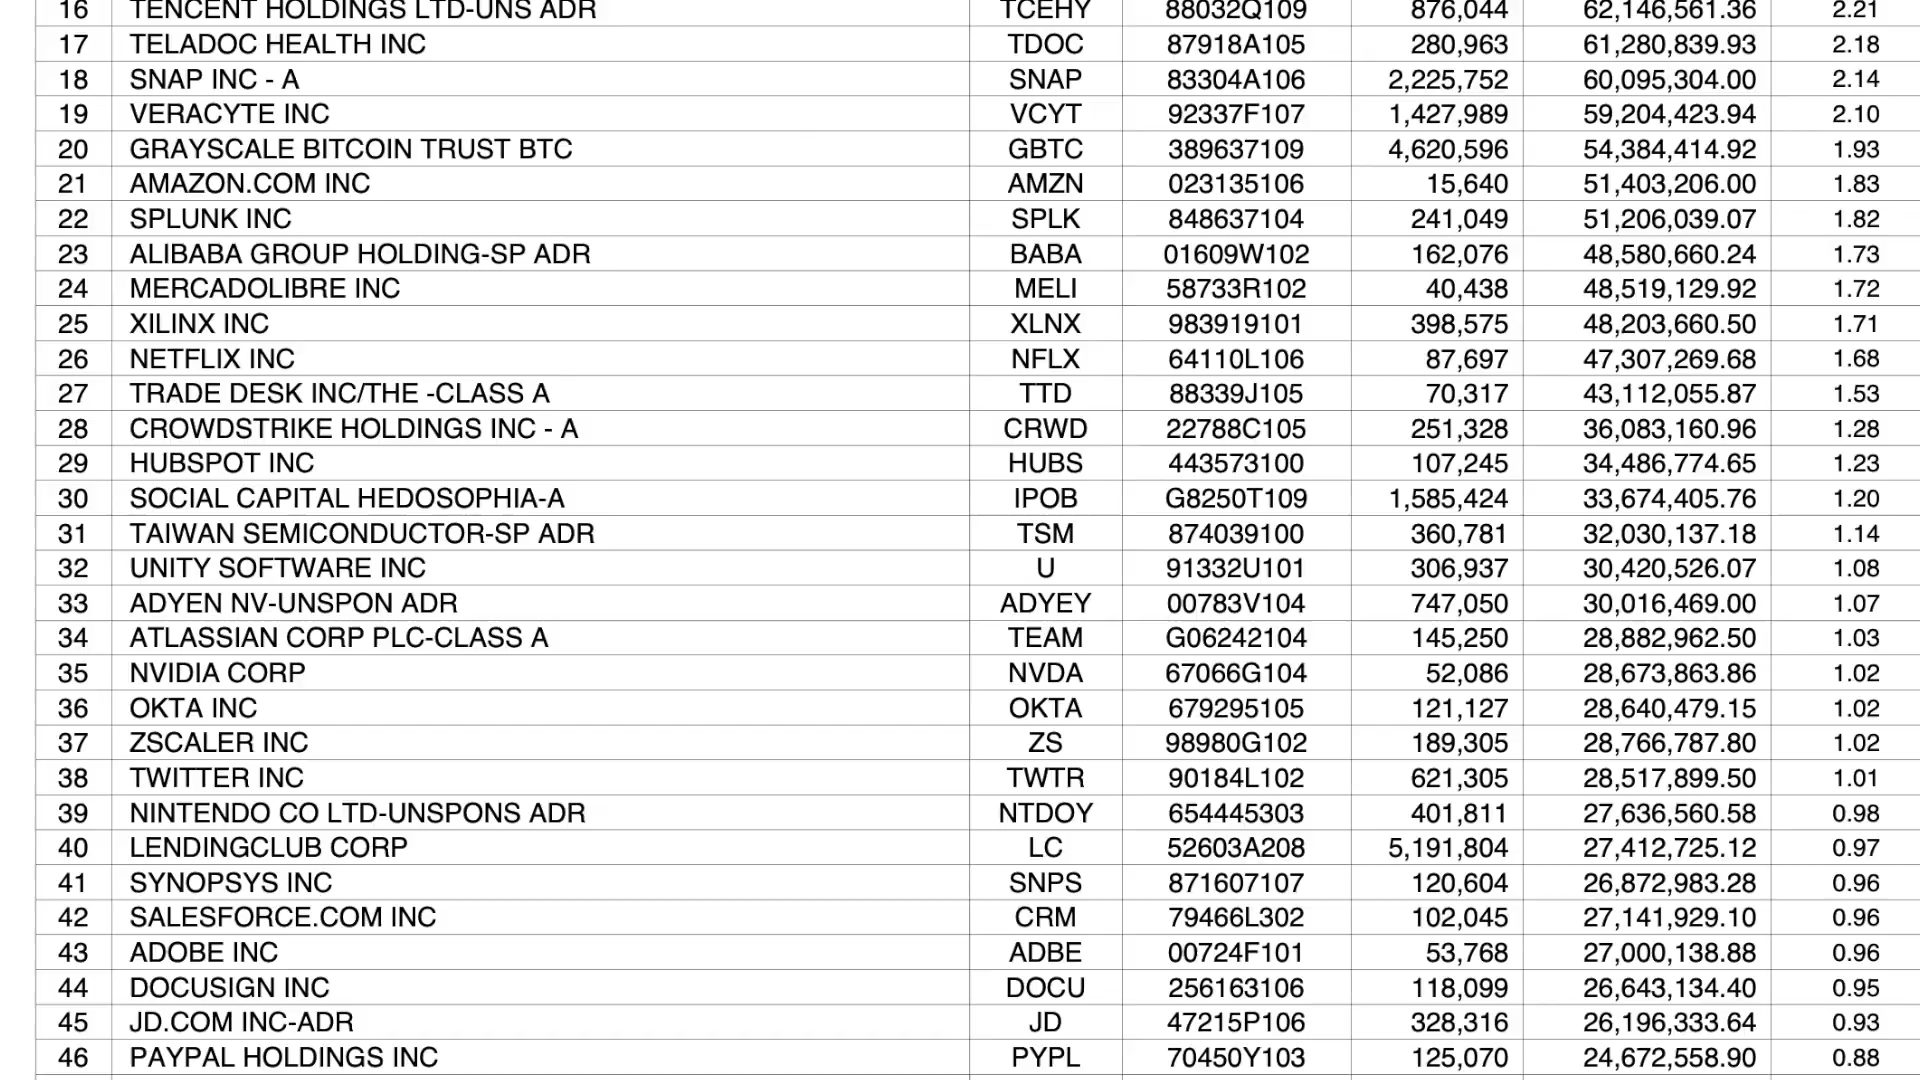 16 TENCENT HOLDINGS LTD-UNS ADR TCEHY 88032Q109 876,044 62,146,561.36 2.21
17 TELADOC HEALTH INC TDOC 87918A105 280,963 61,280,839.93 2.18
18 SNAP INC - A SNAP 83304A106 2,225,752 60,095,304.00 2.14
19 VERACYTE INC VCYT 92337F107 1,427,989 59,204,423.94 2.10
20 GRAYSCALE BITCOIN TRUST BTC GBTC 389637109 4,620,596 54,384,414.92 1.93
21 AMAZON.COM INC AMZN 023135106 15,640 51,403,206.00 1.83
22 SPLUNK INC SPLK 848637104 241,049 51,206,039.07 1.82
23 ALIBABA GROUP HOLDING-SP ADR BABA 01609W102 162,076 48,580,660.24 1.73
24 MERCADOLIBRE INC MELI 58733R102 40,438 48,519,129.92 1.72
25 XILINX INC XLNX 983919101 398,575 48,203,660.50 1.71
26 NETFLIX INC NFLX 64110L106 87,697 47,307,269.68 1.68
27 TRADE DESK INC/THE -CLASS A TTD 88339J105 70,317 43,112,055.87 1.53
28 CROWDSTRIKE HOLDINGS INC - A CRWD 22788C105 251,328 36,083,160.96 1.28
29 HUBSPOT INC HUBS 443573100 107,245 34,486,774.65 1.23
30 SOCIAL CAPITAL HEDOSOPHIA-A IPOB G8250T109 1,585,424 33,674,405.76 1.20
31 TAIWAN SEMICONDUCTOR-SP ADR TSM 874039100 360,781 32,030,137.18 1.14
32 UNITY SOFTWARE INC U 91332U101 306,937 30,420,526.07 1.08
33 ADYEN NV-UNSPON ADR ADYEY 00783V104 747,050 30,016,469.00 1.07
34 ATLASSIAN CORP PLC-CLASS A TEAM G06242104 145,250 28,882,962.50 1.03
35 NVIDIA CORP NVDA 67066G104 52,086 28,673,863.86 1.02
36 OKTA INC OKTA 679295105 121,127 28,640,479.15 1.02
37 ZSCALER INC ZS 98980G102 189,305 28,766,787.80 1.02
38 TWITTER INC TWTR 90184L102 621,305 28,517,899.50 1.01
39 NINTENDO CO LTD-UNSPONS ADR NTDOY 654445303 401,811 27,636,560.58 0.98
40 LENDINGCLUB CORP LC 52603A208 5,191,804 27,412,725.12 0.97
41 SYNOPSYS INC SNPS 871607107 120,604 26,872,983.28 0.96
42 SALESFORCE.COM INC CRM 79466L302 102,045 27,141,929.10 0.96
43 ADOBE INC ADBE 00724F101 53,768 27,000,138.88 0.96
44 DOCUSIGN INC DOCU 256163106 118,099 26,643,134.40 0.95
45 JD.COM INC-ADR JD 47215P106 328,316 26,196,333.64 0.93
46 PAYPAL HOLDINGS INC PYPL 70450Y103 125,070 24,672,558.90 0.88